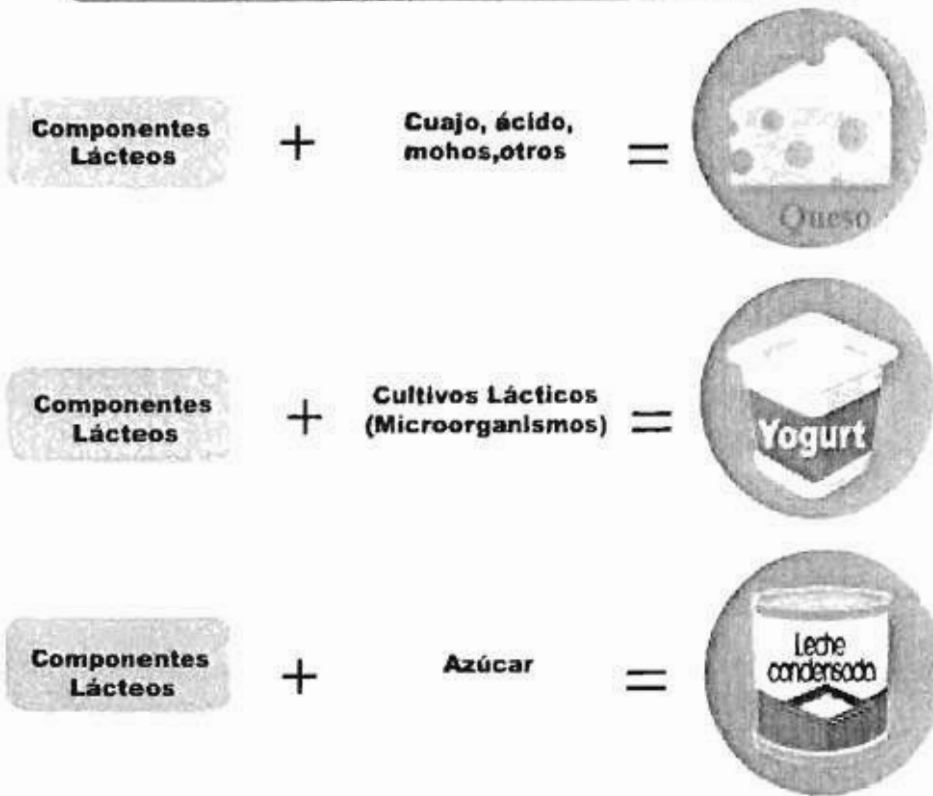 Componentes
Lácteos
+
Cuajo, ácido,
mohos,otros
=
Queso
Componentes
Lácteos
+
Cultivos Lácticos
(Microorganismos)
=
Yogurt
Componentes
Lácteos
+
Azúcar
=
Leche
condensada